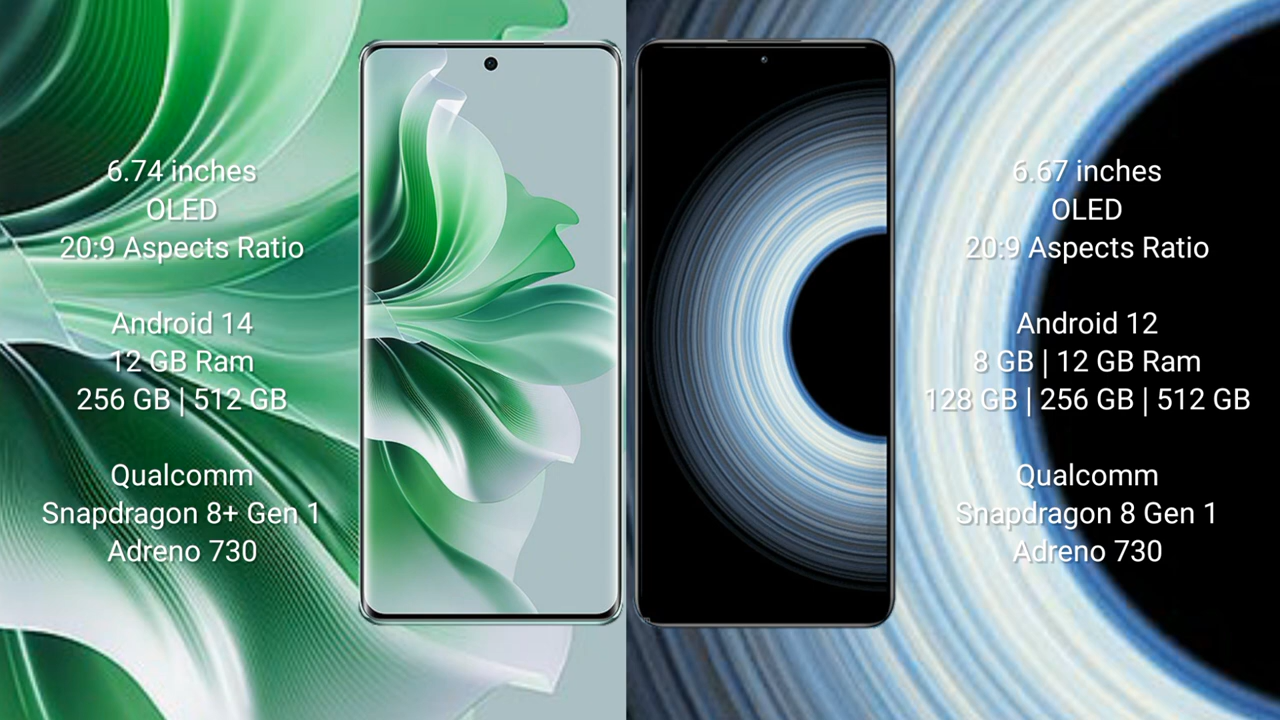 6.74 inches
OLED
20:9 Aspects Ratio
Android 14
12 GB Ram
256 GB | 512 GB
Qualcomm
Snapdragon 8+ Gen 1
Adreno 730
6.67 inches
OLED
20:9 Aspects Ratio
Android 12
8 GB | 12 GB Ram
128 GB | 256 GB | 512 GB
Qualcomm
Snapdragon 8 Gen 1
Adreno 730